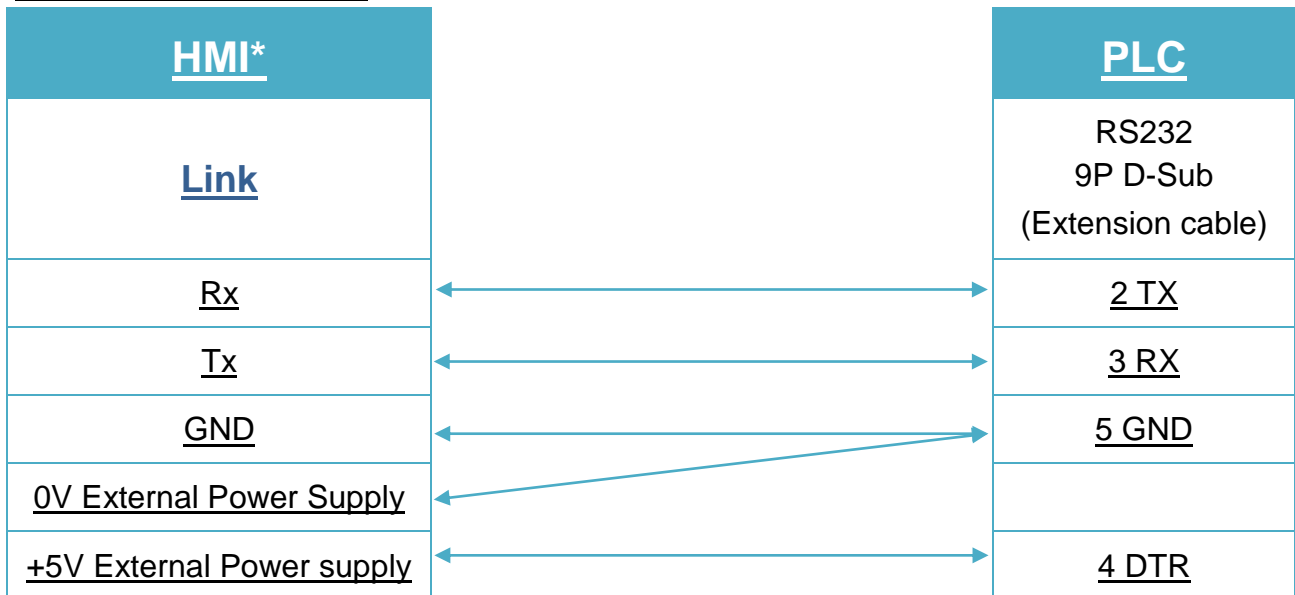 HMI*
PLC
Link
RS232
9P D-Sub
(Extension cable)
Rx
2 TX
Tx
3 RX
GND
5 GND
0V External Power Supply
+5V External Power supply
4 DTR